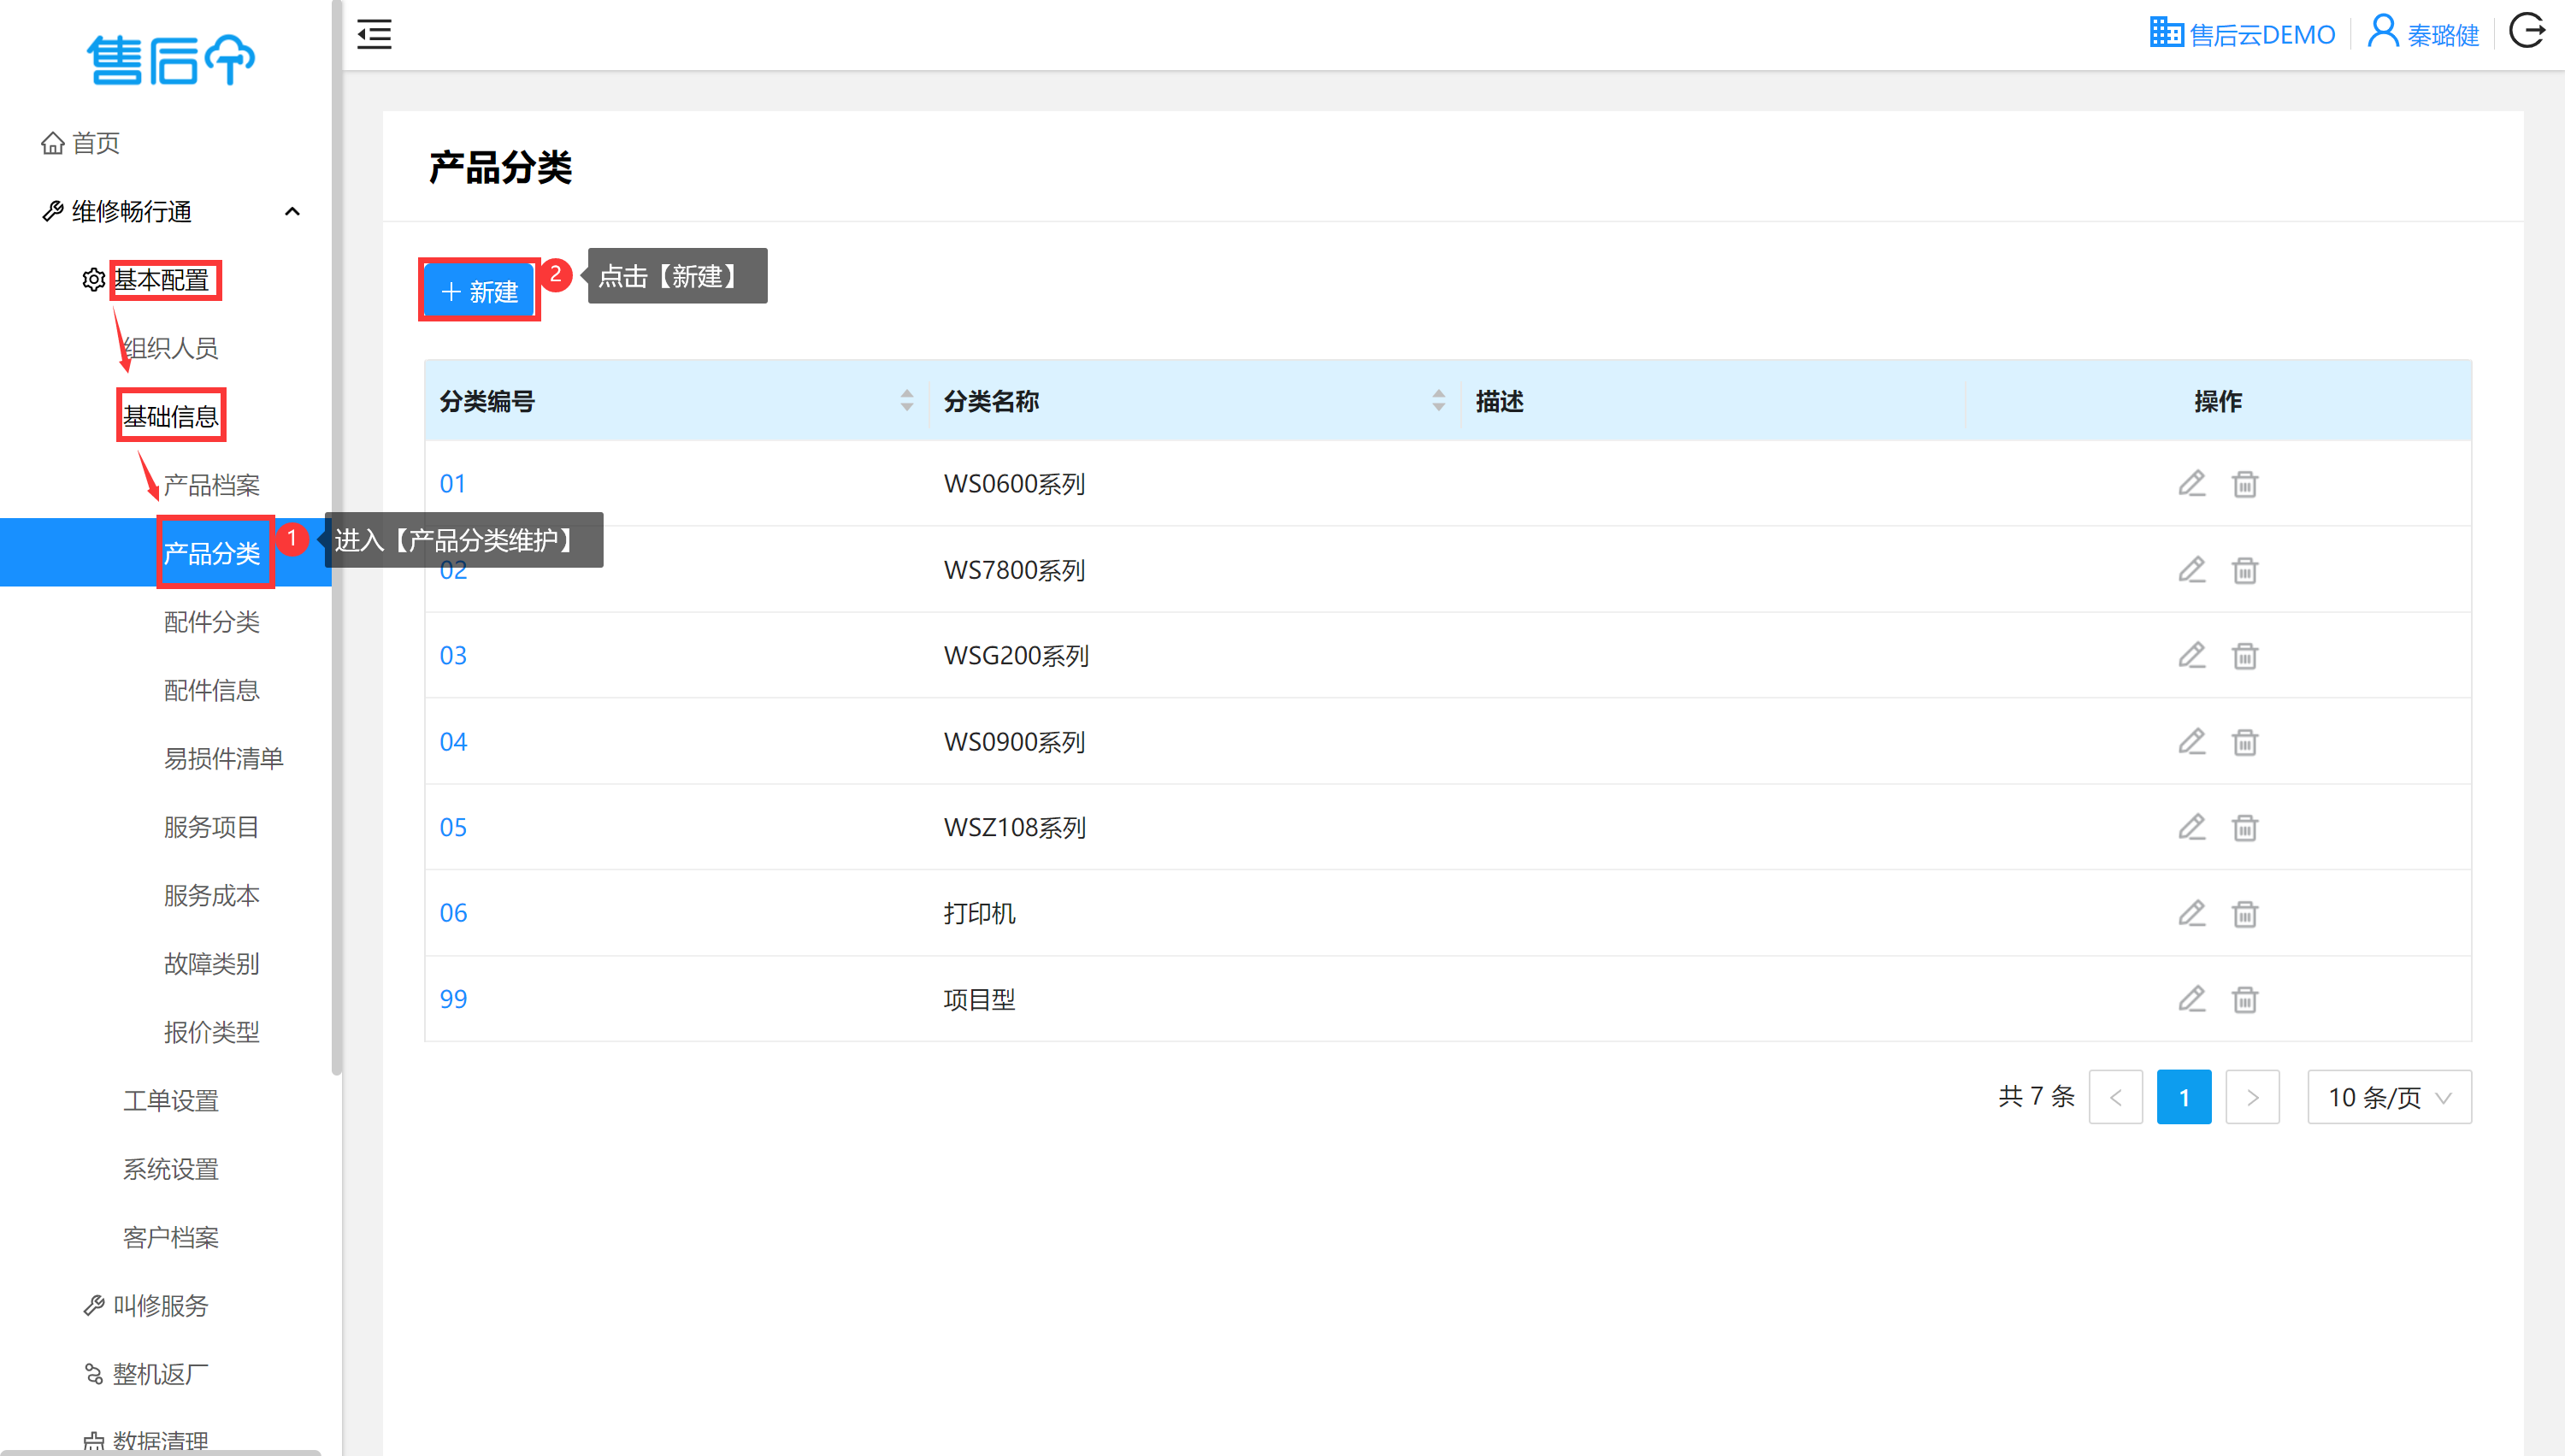 售后云
售后云DEMO
秦璐健
首页
维修畅行通
基本配置
组织人员
基础信息
产品档案
产品分类
1
进入【产品分类维护】
配件分类
配件信息
易损件清单
服务项目
服务成本
故障类别
报价类型
工单设置
系统设置
客户档案
叫修服务
整机返厂
数据清理
产品分类
新建
2
点击【新建】
分类编号 分类名称 描述 操作
01 WS0600系列
02 WS7800系列
03 WSG200系列
04 WS0900系列
05 WSZ108系列
06 打印机
99 项目型
共 7 条 < 1 > 10 条/页